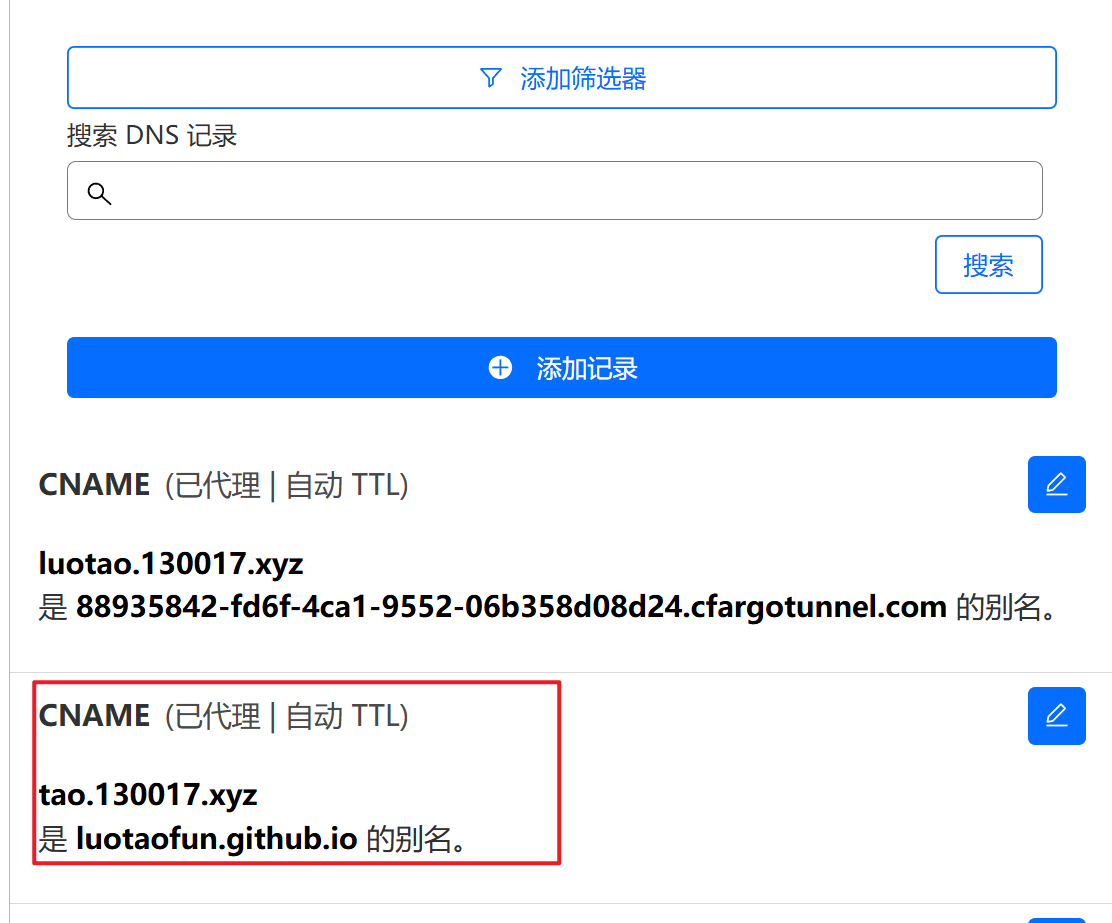 添加筛选器
搜索 DNS 记录
搜索
添加记录
CNAME (已代理 | 自动 TTL)
luotao.130017.xyz
是 88935842-fd6f-4ca1-9552-06b358d08d24.cfargotunnel.com 的别名。
CNAME (已代理 | 自动 TTL)
tao.130017.xyz
是 luotaofun.github.io 的别名。